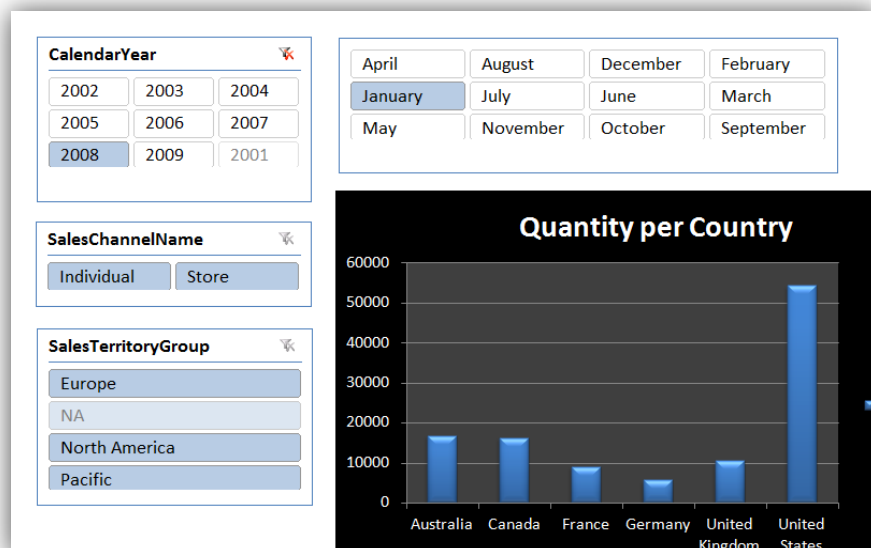 CalendarYear
2002 2003 2004
2005 2006 2007
2008 2009 2001
April August December February
January July June March
May November October September
SalesChannelName
Individual Store
SalesTerritoryGroup
Europe
NA
North America
Pacific
Quantity per Country
60000
50000
40000
30000
20000
10000
0
Australia Canada France Germany United United
Kingdom States